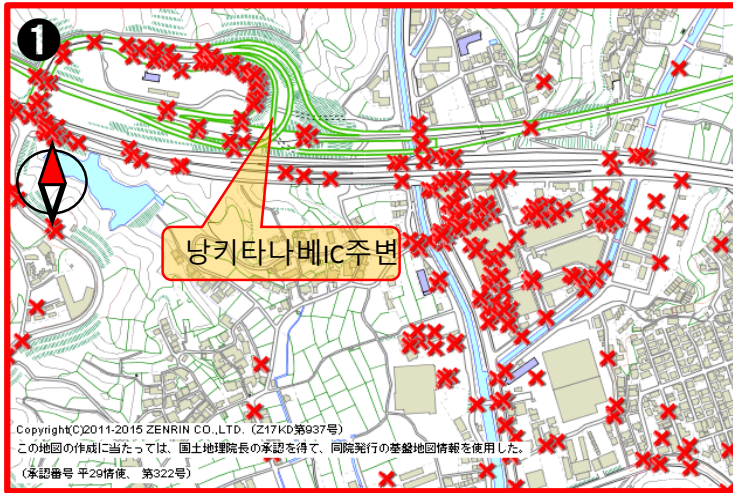 ❶
낭키타나베IC주변
Copyright(C)2011-2015 ZENRIN CO.,LTD. (Z17KD第937号)
この地図の作成に当たっては、国土地理院長の承認を得て、同院発行の基盤地図情報を使用した。
（承認番号 平29情使、 第322号）